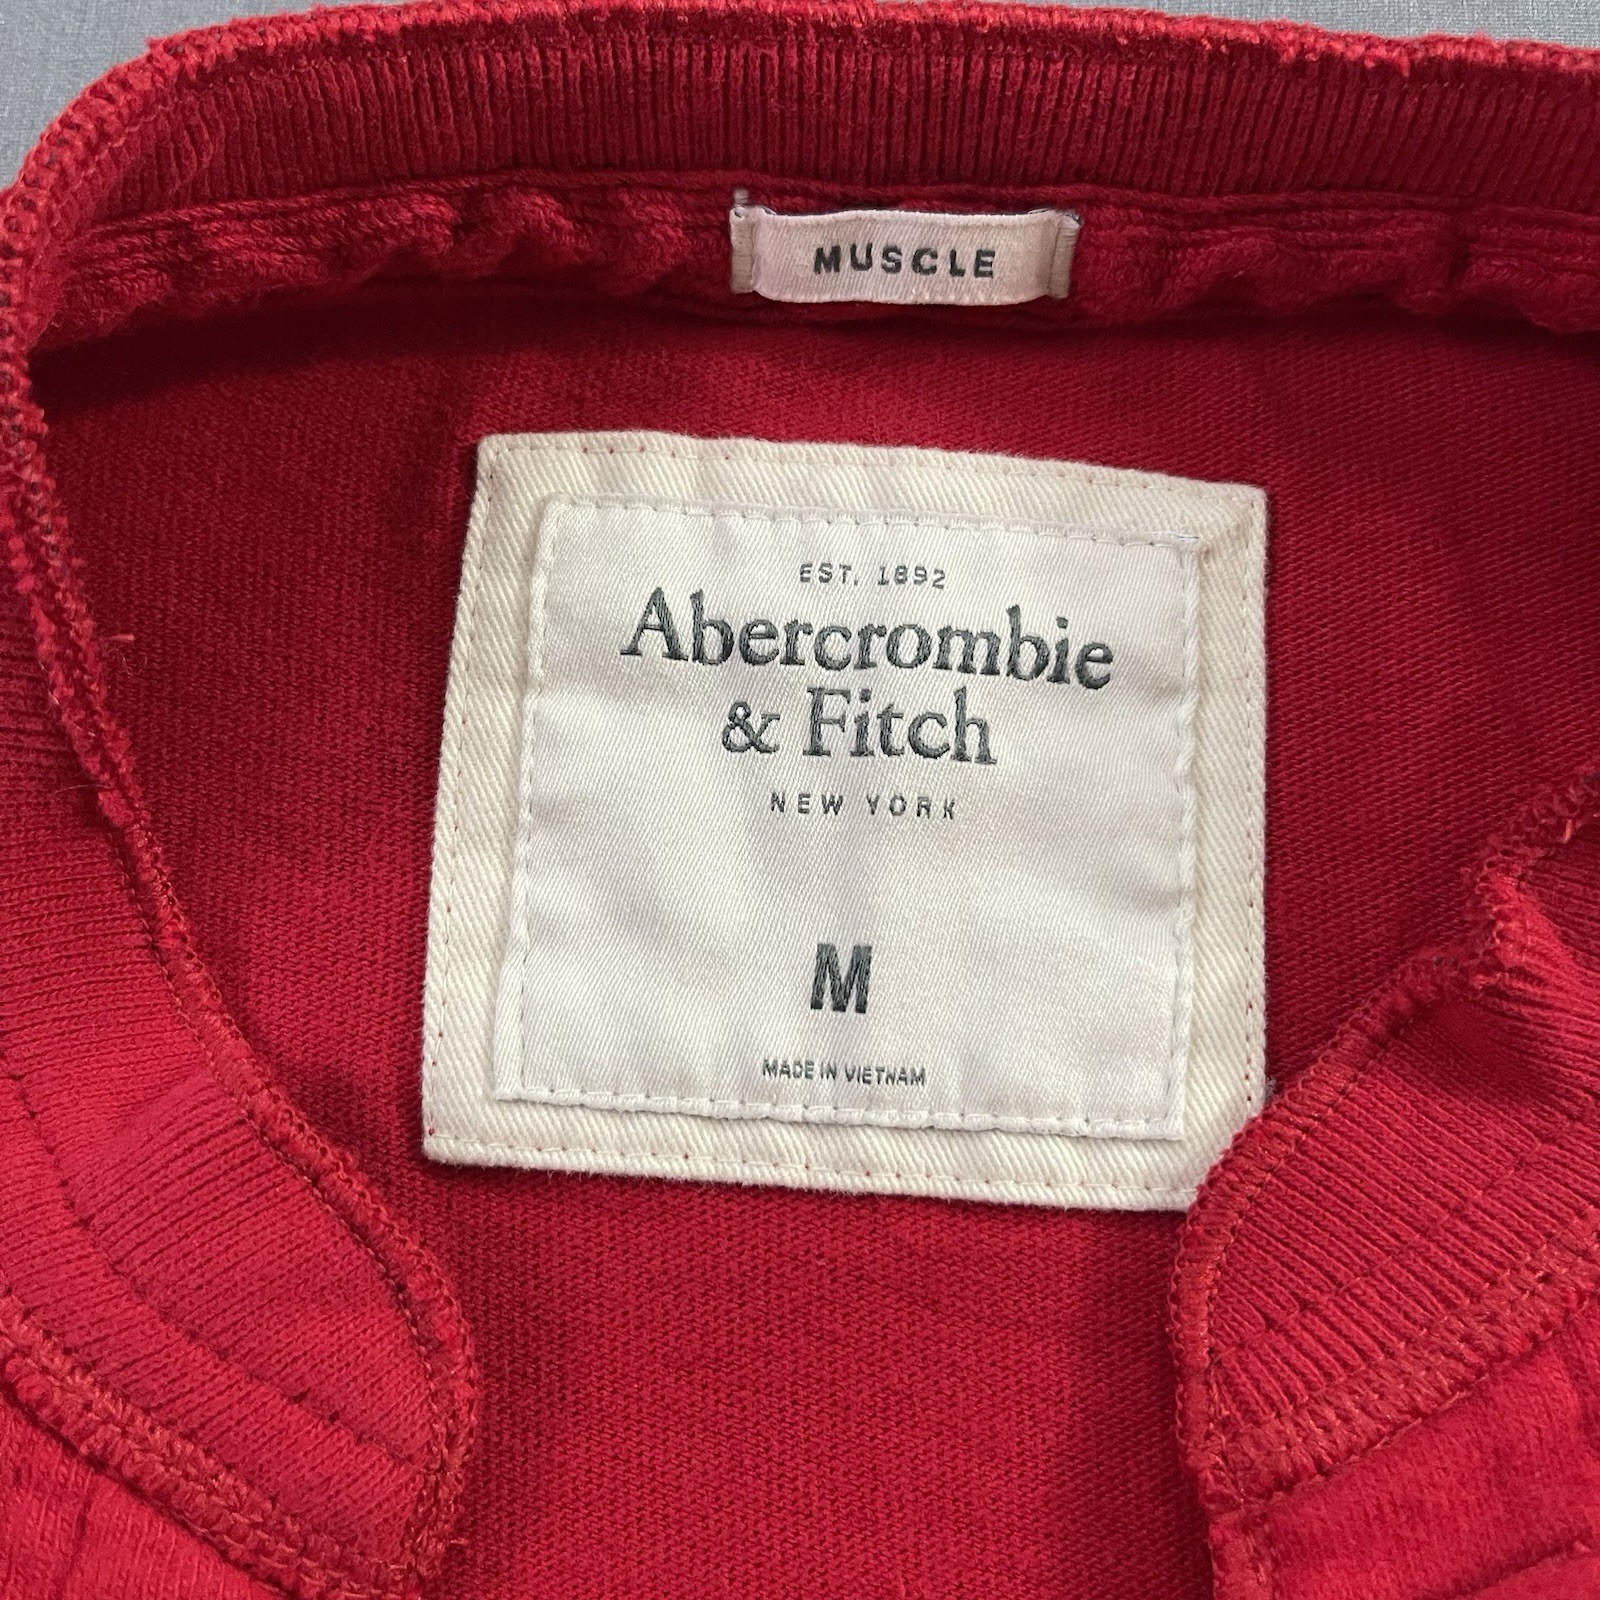 MUSCLE
EST. 1892
Abercrombie
& Fitch
NEW YORK
M
MADE IN VIETNAM